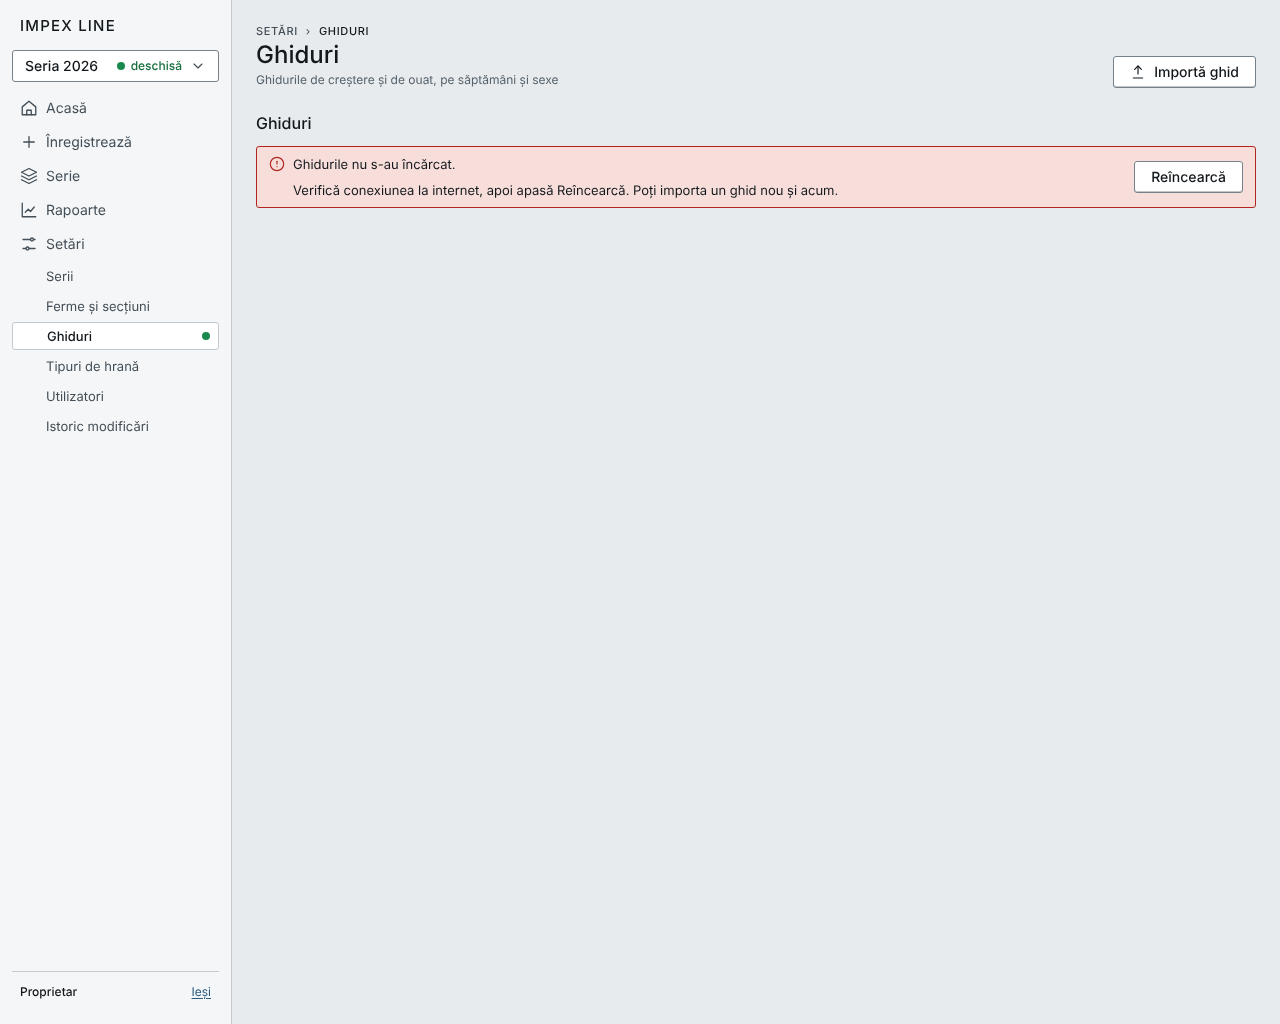 IMPEX LINE
Seria 2026 deschisă
Acasă
Înregistrează
Serie
Rapoarte
Setări
Serii
Ferme și secțiuni
Ghiduri
Tipuri de hrană
Utilizatori
Istoric modificări
Proprietar Ieși
SETĂRI › GHIDURI
Ghiduri
Ghidurile de creștere și de ouat, pe săptămâni și sexe
Importă ghid
Ghiduri
Ghidurile nu s-au încărcat.
Verifică conexiunea la internet, apoi apasă Reîncearcă. Poți importa un ghid nou și acum.
Reîncearcă